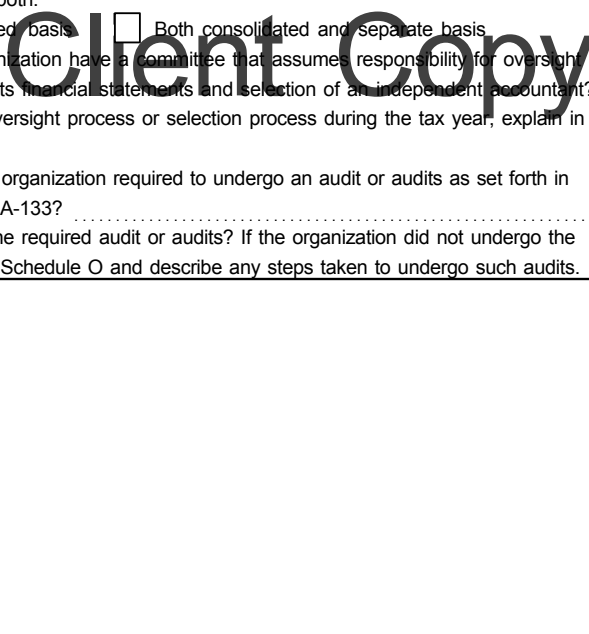 both:
ed basis Both consolidated and separate basis
Client Copy
nization have a committee that assumes responsibility for oversight
ts financial statements and selection of an independent accountant?
versight process or selection process during the tax year, explain in
organization required to undergo an audit or audits as set forth in
A-133?
he required audit or audits? If the organization did not undergo the
Schedule O and describe any steps taken to undergo such audits.